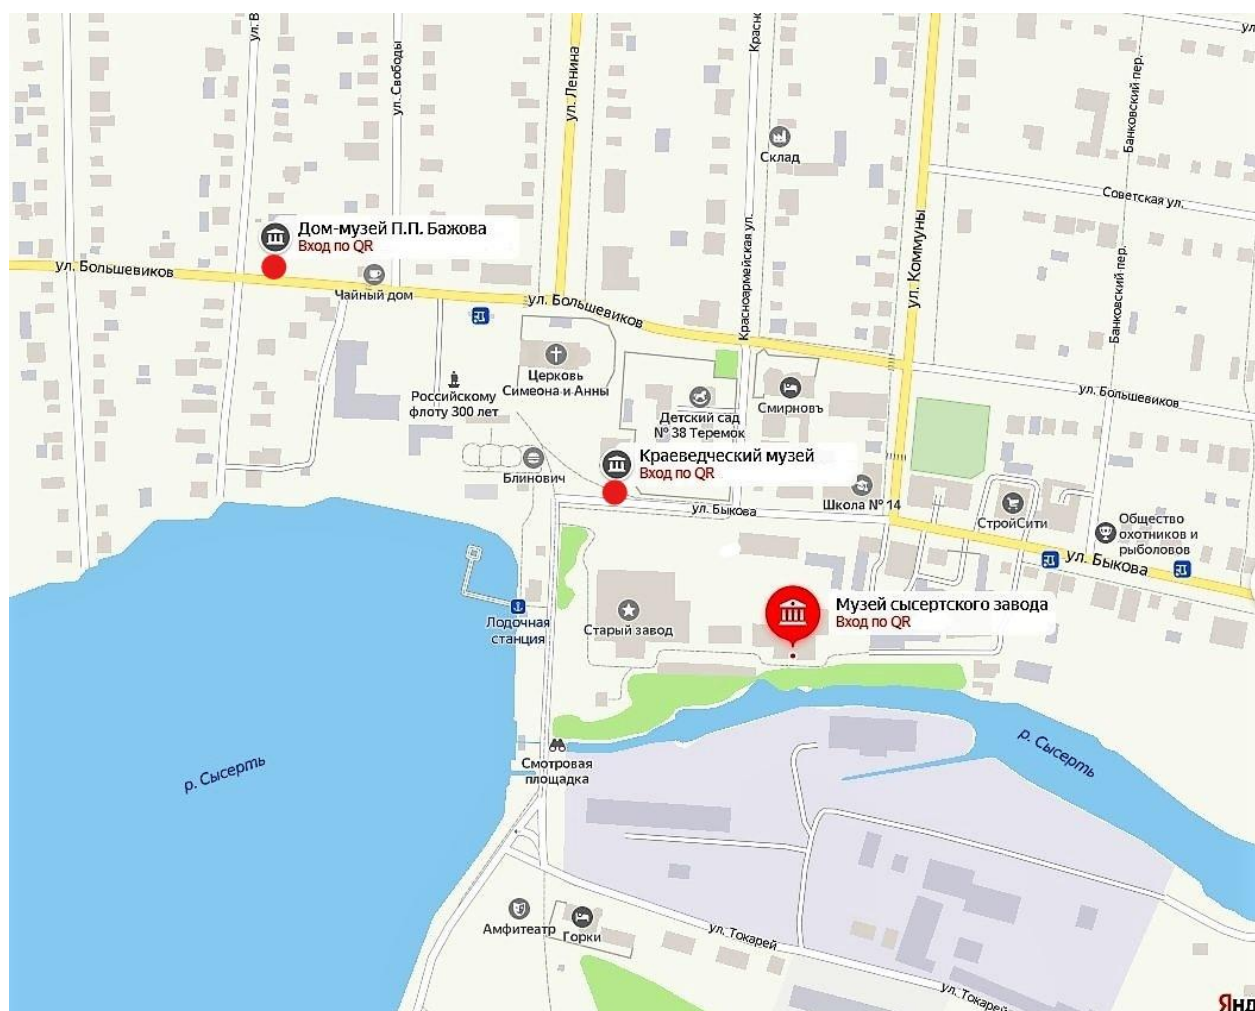 ул. В
ул. Свободы
ул. Ленина
Красно
ул
Банковский пер.
Склад
Советская ул.
Дом-музей П.П. Бажова
Вход по QR
ул. Большевиков
Чайный дом
Красноармейская ул.
ул. Коммуны
Банковский пер.
ул. Большевиков
Церковь
Симеона и Анны
Российскому
флоту 300 лет
Детский сад
№ 38 Теремок
Смирновъ
ул. Большевиков
Краеведческий музей
Вход по QR
Блинович
ул. Быкова
Школа № 14
СтройСити
Общество
охотников и
рыболовов
ул. Быкова
Лодочная
станция
Старый завод
Музей сысертского завода
Вход по QR
р. Сысерть
Смотровая
площадка
р. Сысерть
Амфитеатр
Горки
ул. Токарей
ул. Токарей
Янд